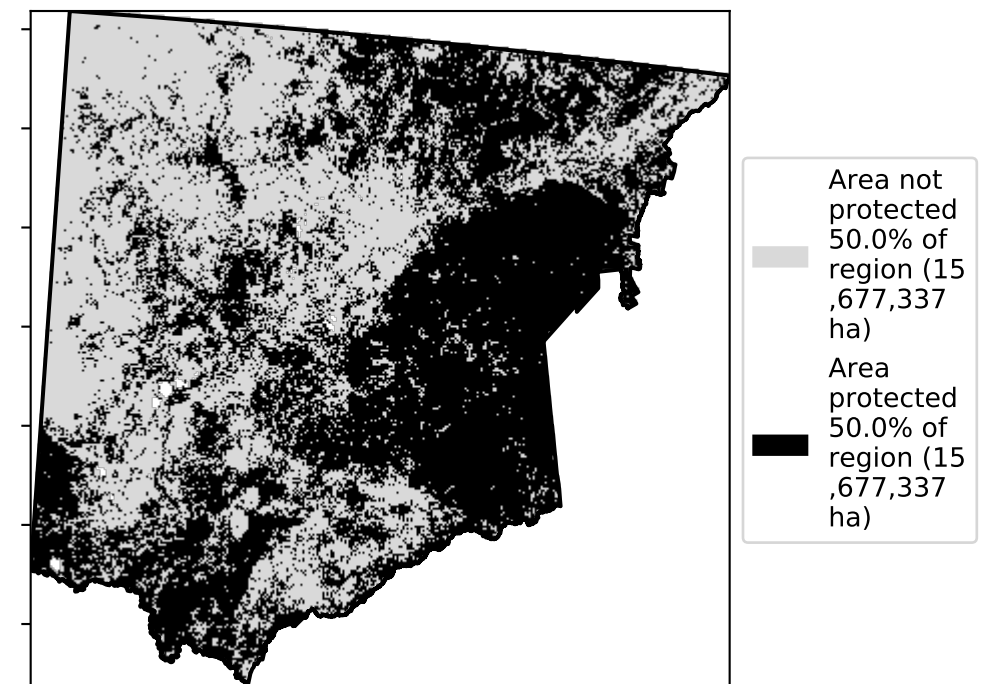 Area not
protected
50.0% of
region (15
,677,337
ha)
Area
protected
50.0% of
region (15
,677,337
ha)